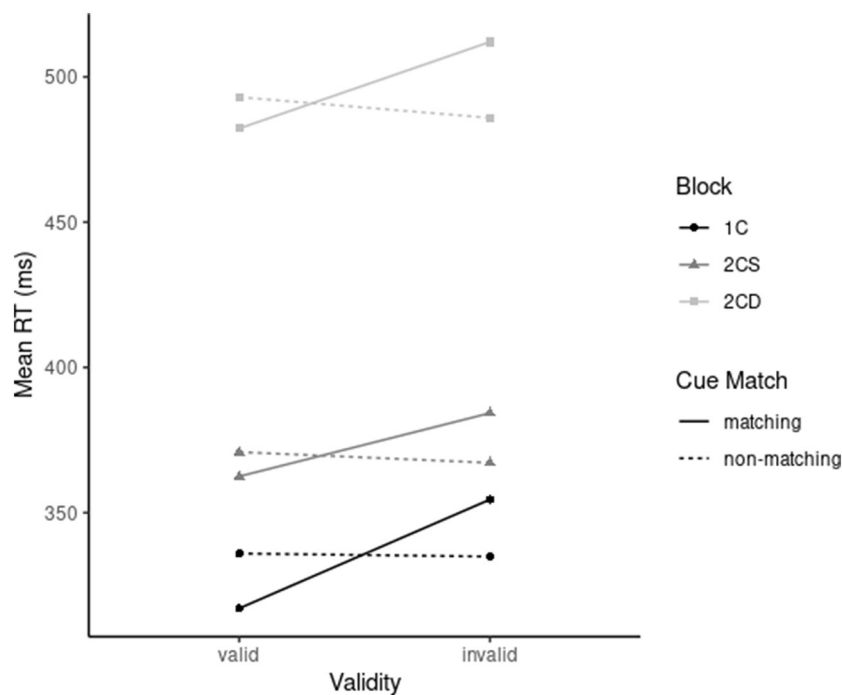 500
450
400
350
Mean RT (ms)
valid
invalid
Validity
Block
1C
2CS
2CD
Cue Match
matching
non-matching